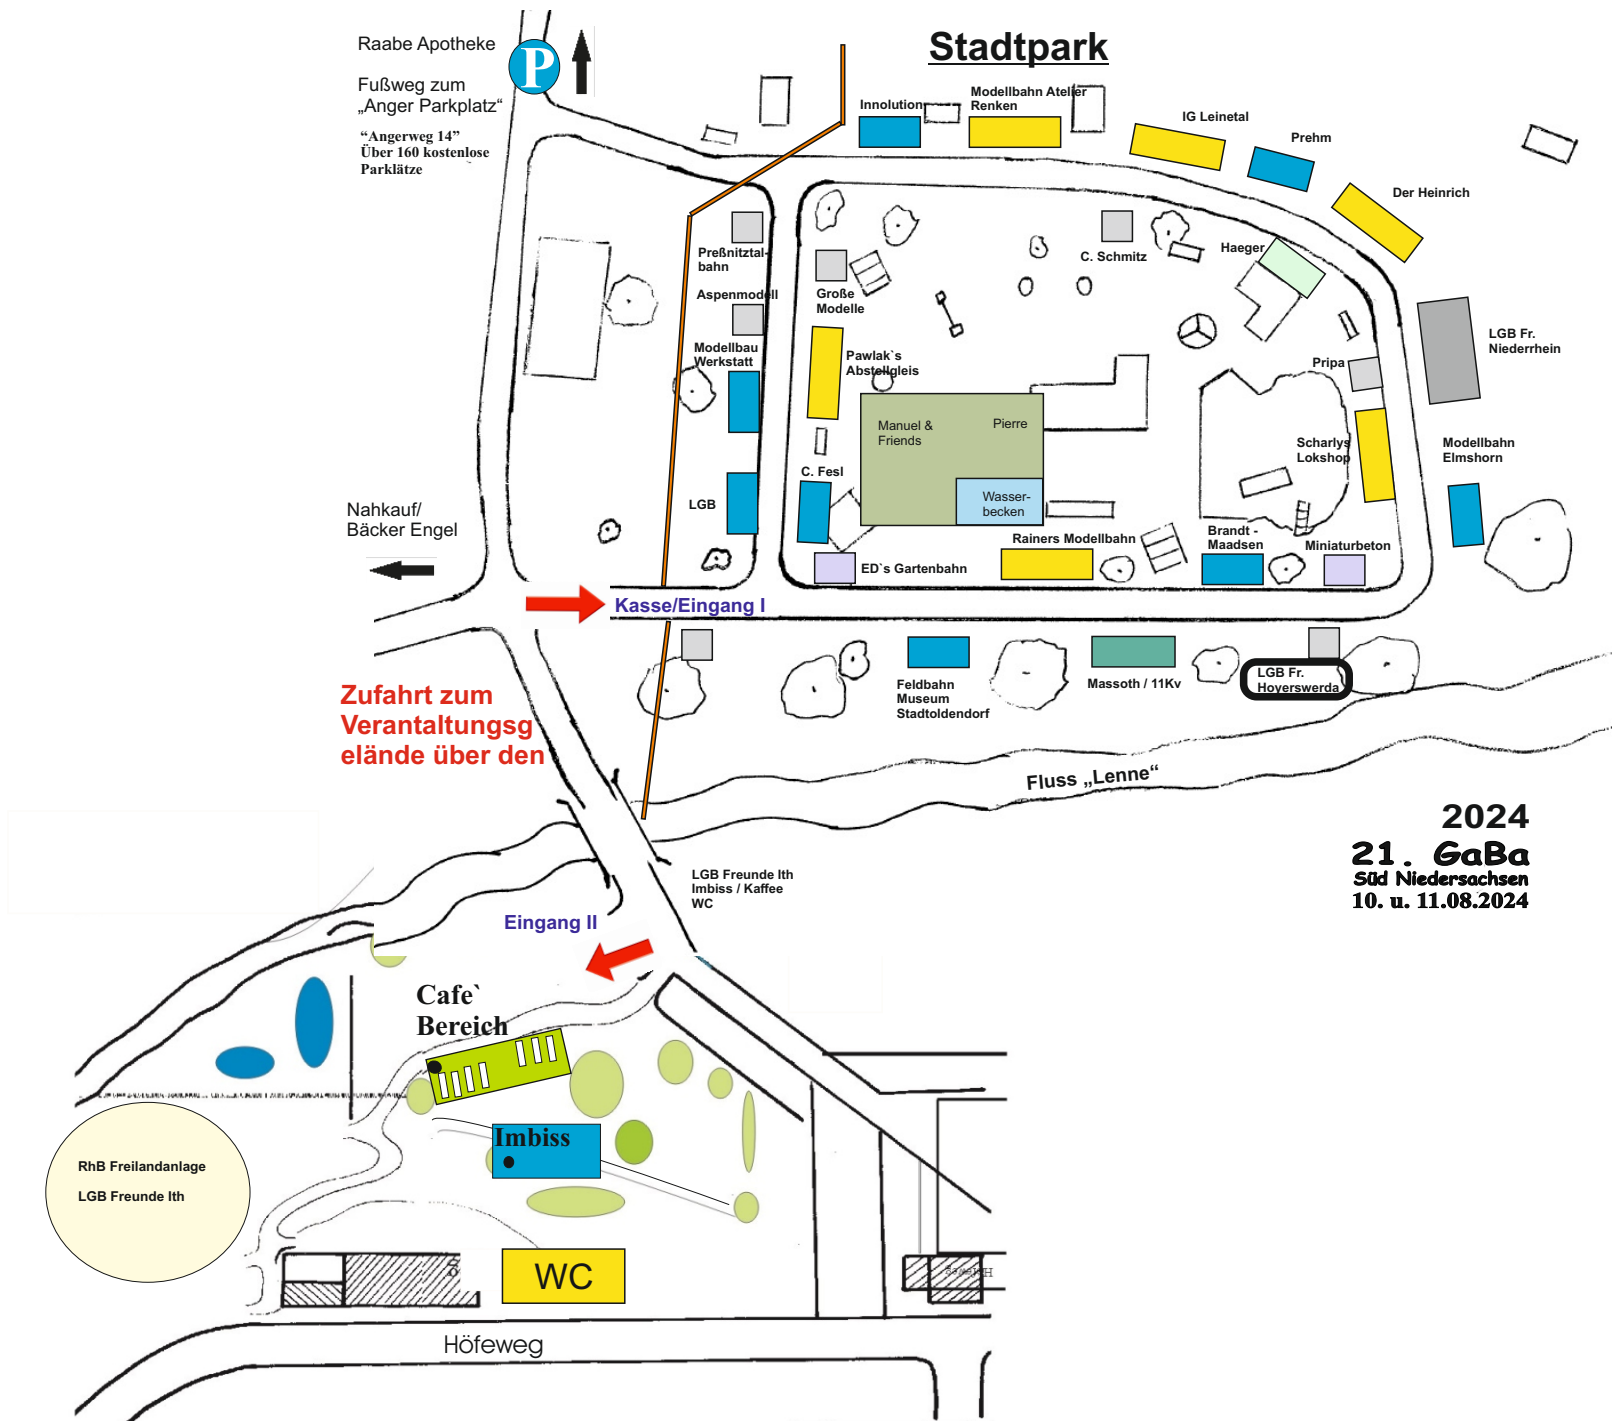 Stadtpark
Raabe Apotheke
P
Fußweg zum
„Anger Parkplatz“
“Angerweg 14”
Über 160 kostenlose
Parklätze
Innolution
Modellbahn Atelier
Renken
IG Leinetal
Prehm
Der Heinrich
Preßnitztal-
bahn
Aspenmodell
Modellbau
Werkstatt
LGB
Große
Modelle
Pawlak`s
Abstellgleis
C. Fesl
C. Schmitz
Haeger
LGB Fr.
Niederrhein
Pripa
Scharlys
Lokshop
Modellbahn
Elmshorn
Manuel &
Friends
Pierre
Wasser-
becken
Rainers Modellbahn
Brandt -
Maadsen
Miniaturbeton
ED`s Gartenbahn
Nahkauf/
Bäcker Engel
Kasse/Eingang I
Feldbahn
Museum
Stadtoldendorf
Massoth / 11Kv
LGB Fr.
Hoyerswerda
Zufahrt zum
Verantaltungsg
elände über den
Fluss „Lenne“
2024
21. GaBa
Süd Niedersachsen
10. u. 11.08.2024
LGB Freunde Ith
Imbiss / Kaffee
WC
Eingang II
Cafe`
Bereich
Imbiss
RhB Freilandanlage
LGB Freunde Ith
WC
Höfeweg